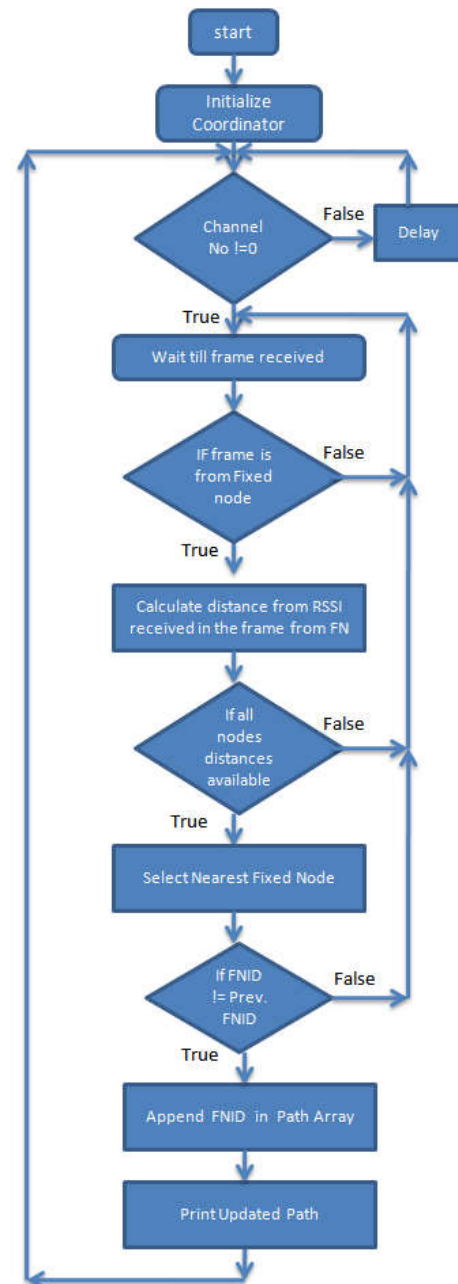 start
Initialize
Coordinator
Channel
No !=0
False
Delay
True
Wait till frame received
IF frame is
from Fixed
node
False
True
Calculate distance from RSSI
received in the frame from FN
If all
nodes
distances
available
False
True
Select Nearest Fixed Node
If FNID
!= Prev.
FNID
False
True
Append FNID in Path Array
Print Updated Path